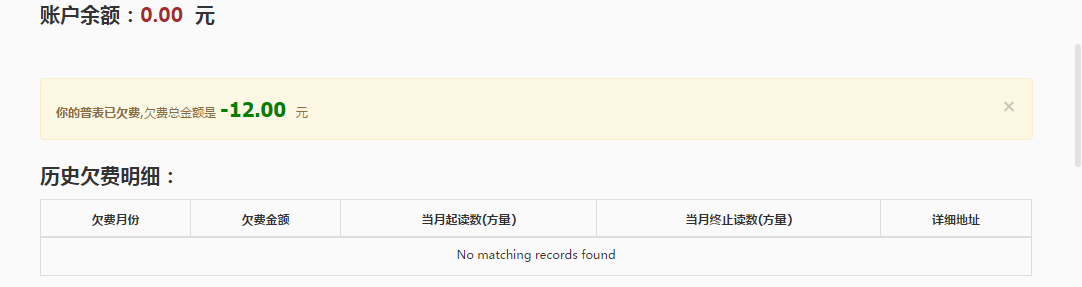 账户余额：0.00 元
你的普表已欠费,欠费总金额是 -12.00 元 ×
历史欠费明细：
欠费月份 欠费金额 当月起读数(方量) 当月终止读数(方量) 详细地址
No matching records found